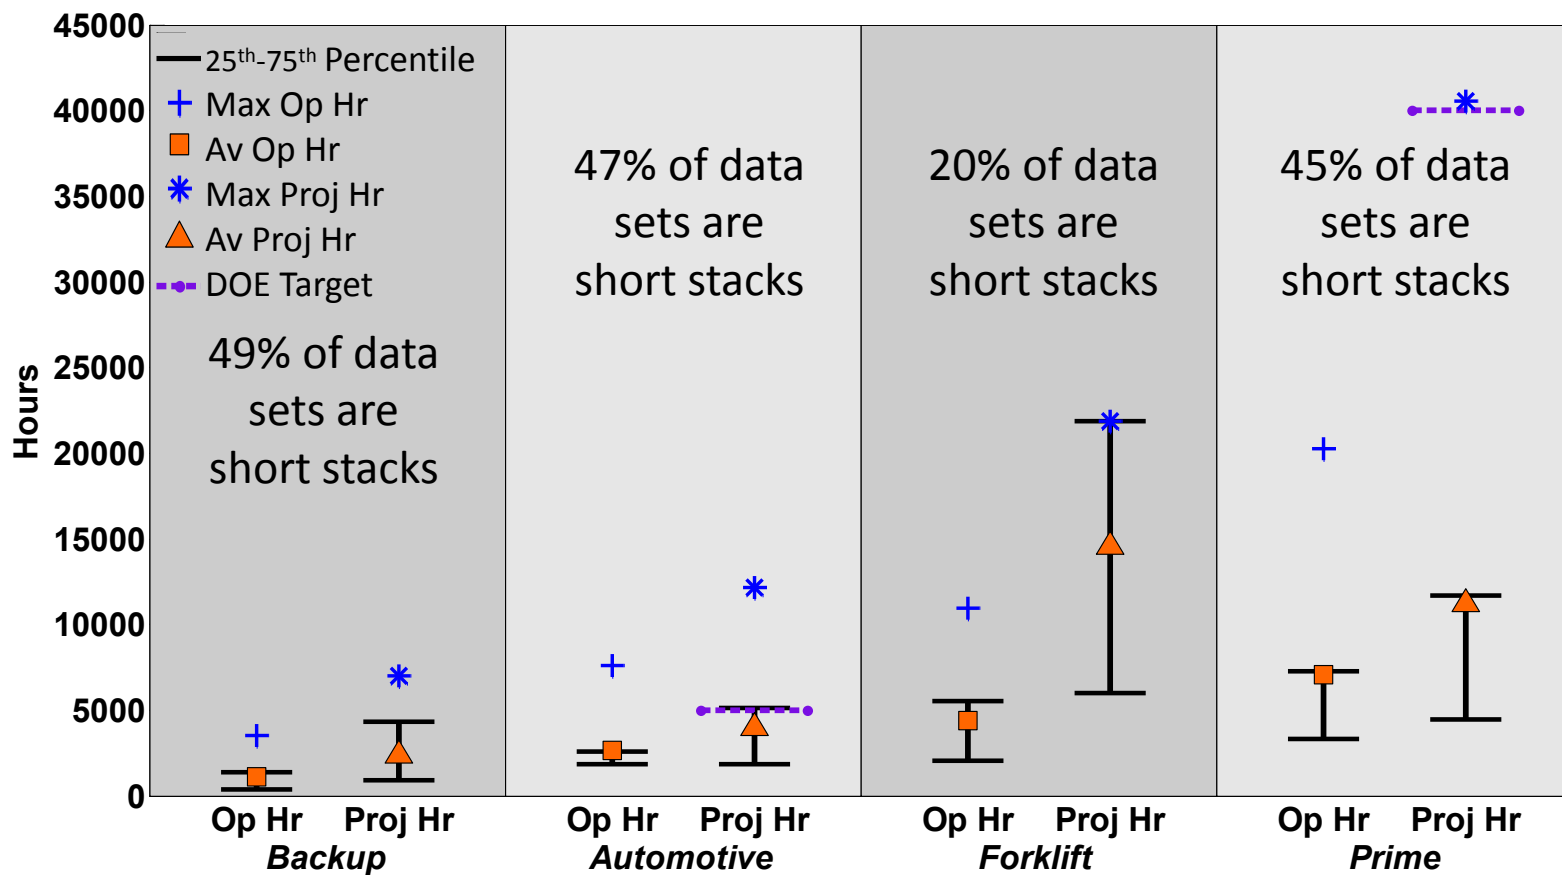 45000
40000
35000
30000
25000
20000
15000
10000
5000
0
Hours
25th-75th Percentile
Max Op Hr
Av Op Hr
Max Proj Hr
Av Proj Hr
DOE Target
49% of data
sets are
short stacks
47% of data
sets are
short stacks
20% of data
sets are
short stacks
45% of data
sets are
short stacks
Op Hr Proj Hr
Backup
Op Hr Proj Hr
Automotive
Op Hr Proj Hr
Forklift
Op Hr Proj Hr
Prime